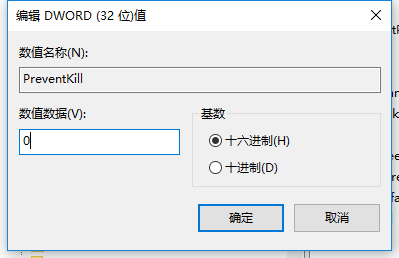 编辑 DWORD (32 位)值
数值名称(N):
PreventKill
数值数据(V):
0
基数
十六进制(H)
十进制(D)
确定
取消